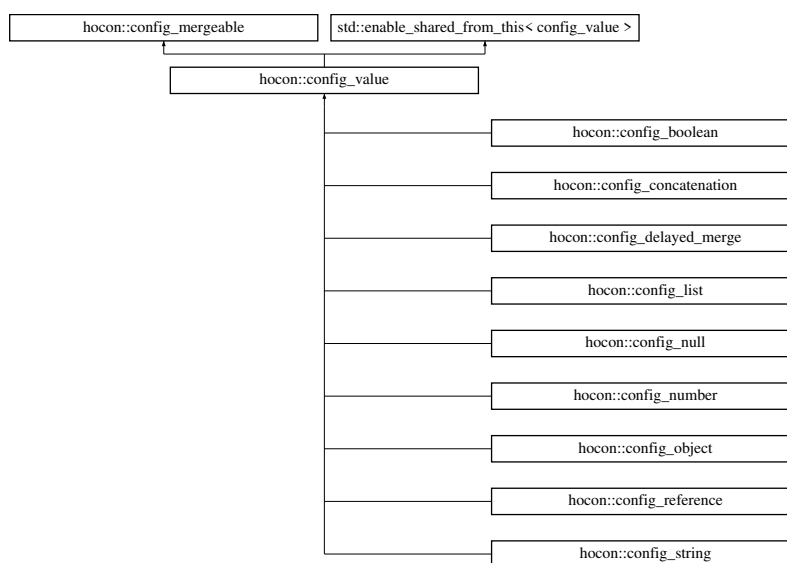 hocon::config_mergeable
std::enable_shared_from_this< config_value >
hocon::config_value
hocon::config_boolean
hocon::config_concatenation
hocon::config_delayed_merge
hocon::config_list
hocon::config_null
hocon::config_number
hocon::config_object
hocon::config_reference
hocon::config_string